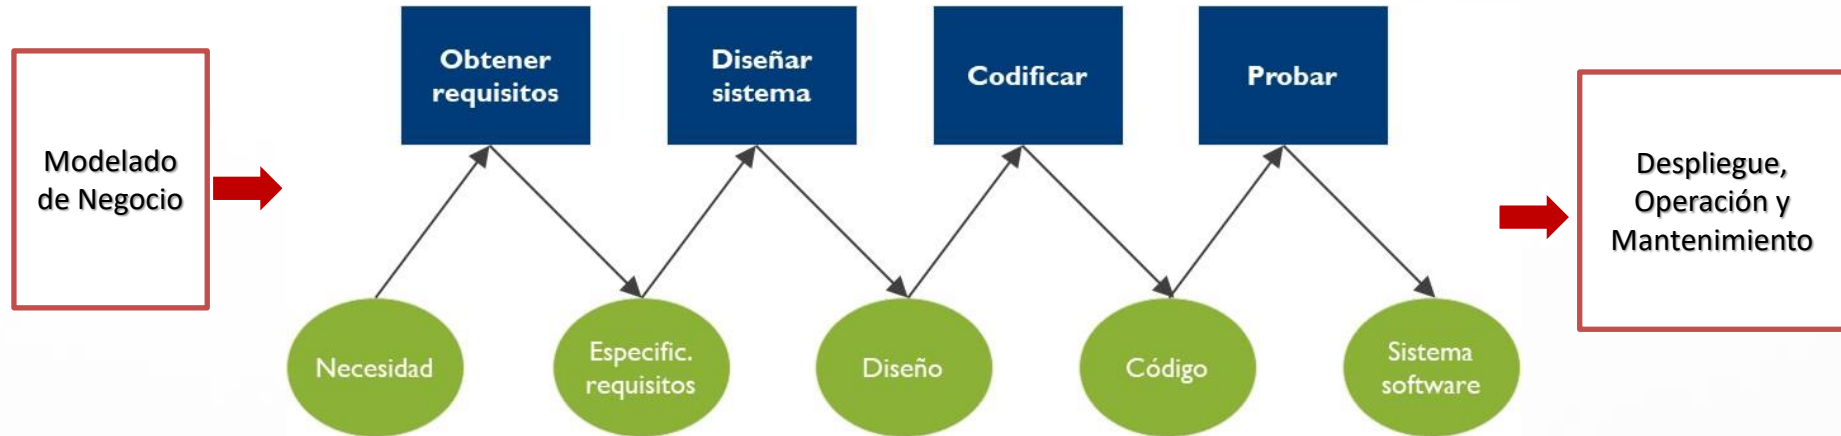 Modelado
de Negocio
Obtener
requisitos
Diseñar
sistema
Codificar
Probar
Necesidad
Especific.
requisitos
Diseño
Código
Sistema
software
Despliegue,
Operación y
Mantenimiento